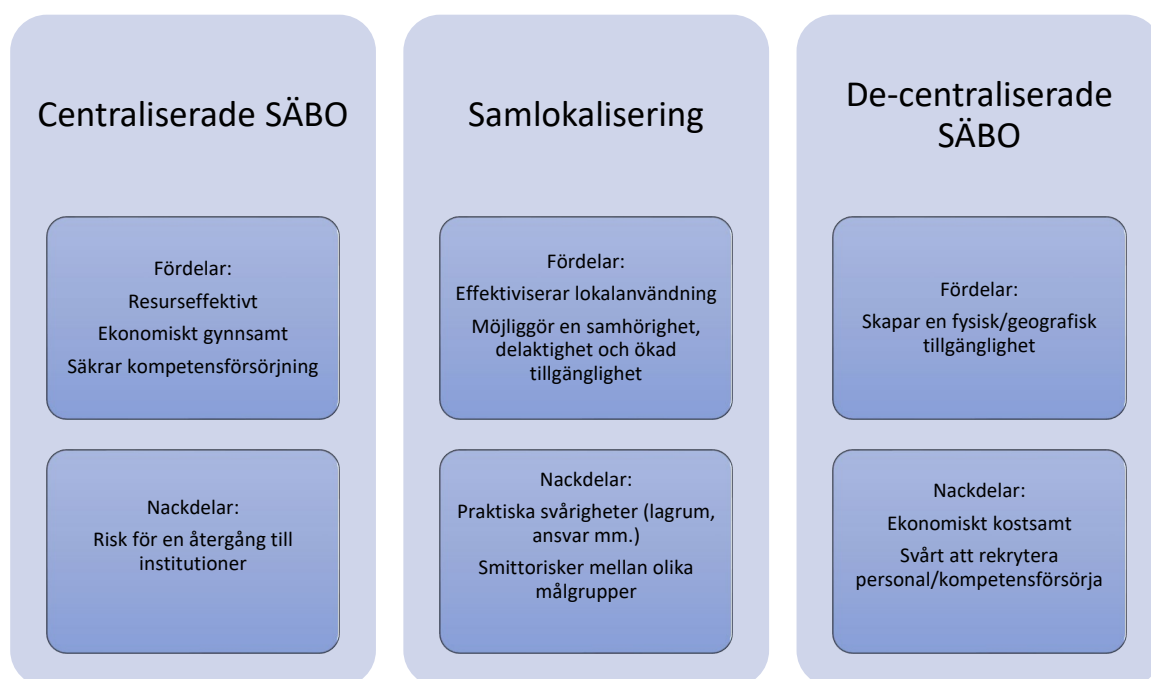 Centraliserade SÄBO
Fördelar:
Resurseffektivt
Ekonomiskt gynnsamt
Säkrar kompetensförsörjning
Nackdelar:
Risk för en återgång till
institutioner
Samlokalisering
Fördelar:
Effektiviserar lokalanvändning
Möjliggör en samhörighet,
delaktighet och ökad
tillgänglighet
Nackdelar:
Praktiska svårigheter (lagrum,
ansvar mm.)
Smittorisker mellan olika
målgrupper
De-centraliserade
SÄBO
Fördelar:
Skapar en fysisk/geografisk
tillgänglighet
Nackdelar:
Ekonomiskt kostsamt
Svårt att rekrytera
personal/kompetensförsörja